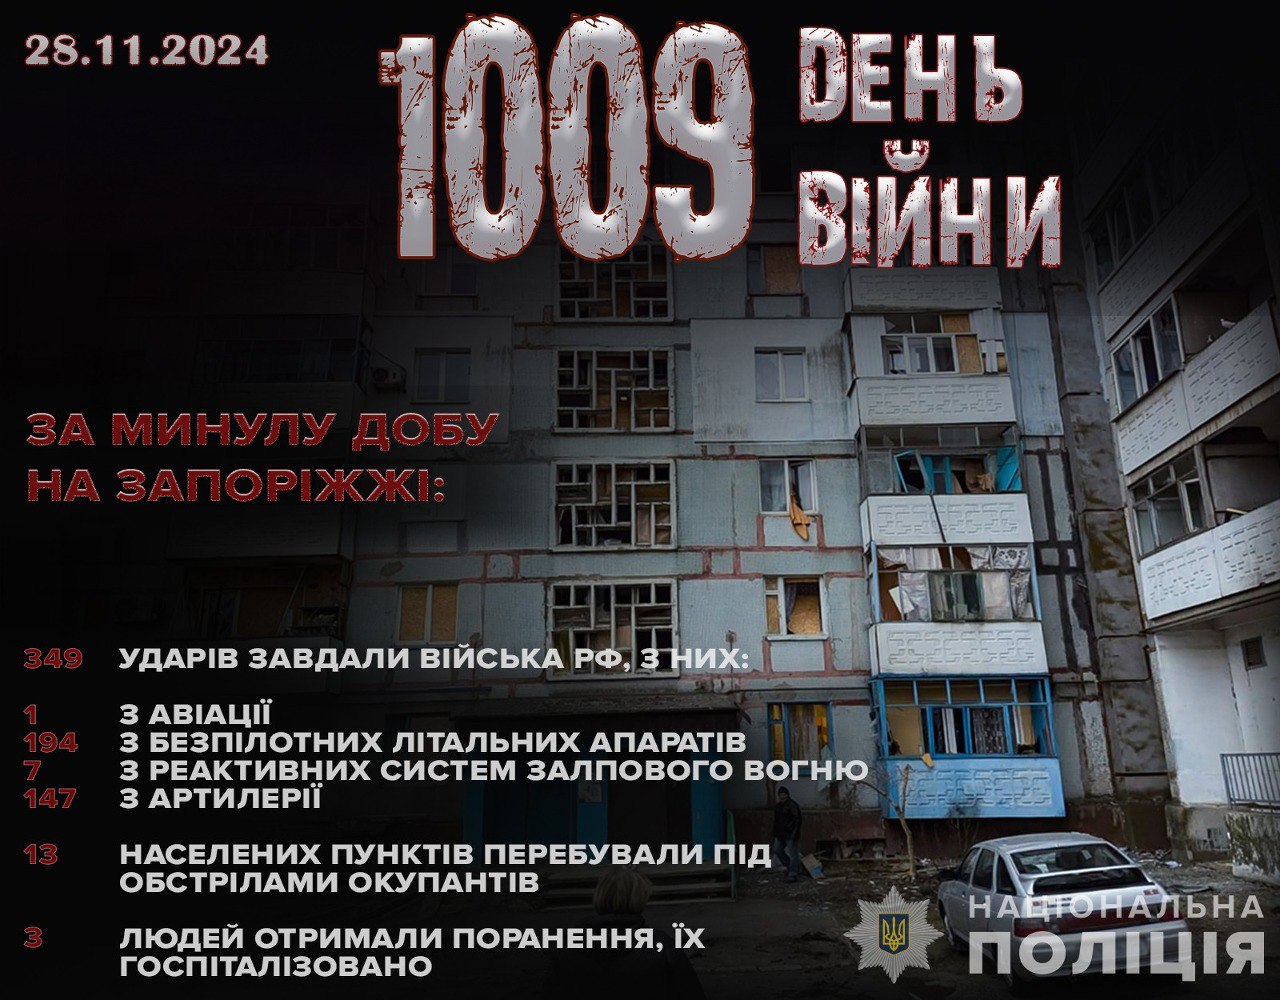 28.11.2024
1009 ДЕНЬ
ВІЙНИ
ЗА МИНУЛУ ДОБУ
НА ЗАПОРІЖЖІ:
349 УДАРІВ ЗАВДАЛИ ВІЙСЬКА РФ, З НИХ:
1 З АВІАЦІЇ
194 З БЕЗПІЛОТНИХ ЛІТАЛЬНИХ АПАРАТІВ
7 З РЕАКТИВНИХ СИСТЕМ ЗАЛПОВОГО ВОГНЮ
147 З АРТИЛЕРІЇ
13 НАСЕЛЕНИХ ПУНКТІВ ПЕРЕБУВАЛИ ПІД
ОБСТРІЛАМИ ОКУПАНТІВ
3 ЛЮДЕЙ ОТРИМАЛИ ПОРАНЕННЯ, ЇХ
ГОСПІТАЛІЗОВАНО
НАЦІОНАЛЬНА
ПОЛІЦІЯ